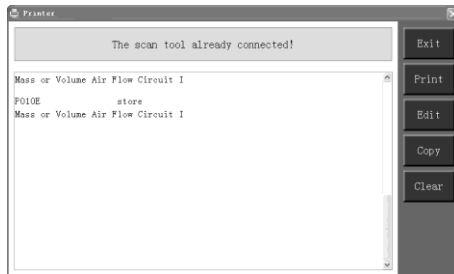 Printer
The scan tool already connected!
Mass or Volume Air Flow Circuit I
P010E store
Mass or Volume Air Flow Circuit I
Exit
Print
Edit
Copy
Clear